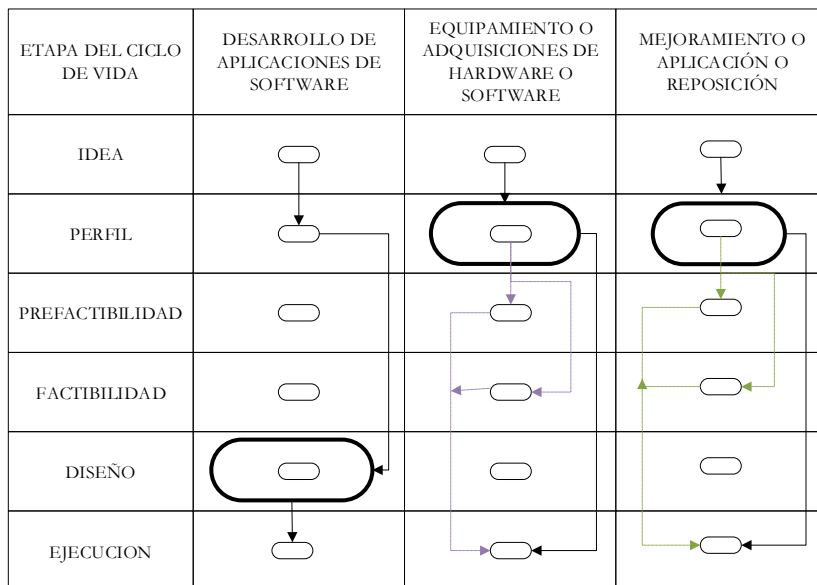 ETAPA DEL CICLO
DE VIDA
DESARROLLO DE
APLICACIONES DE
SOFTWARE
EQUIPAMIENTO O
ADQUISICIONES DE
HARDWARE O
SOFTWARE
MEJORAMIENTO O
APLICACIÓN O
REPOSICIÓN
IDEA
PERFIL
PREFACTIBILIDAD
FACTIBILIDAD
DISEÑO
EJECUCION